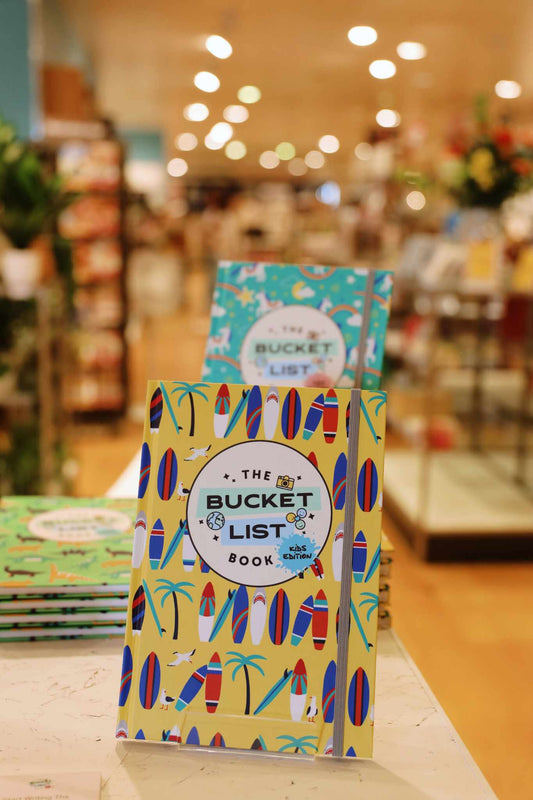 THE
BUCKET
LIST
THE
BUCKET
LIST
BOOK
KIDS
EDITION